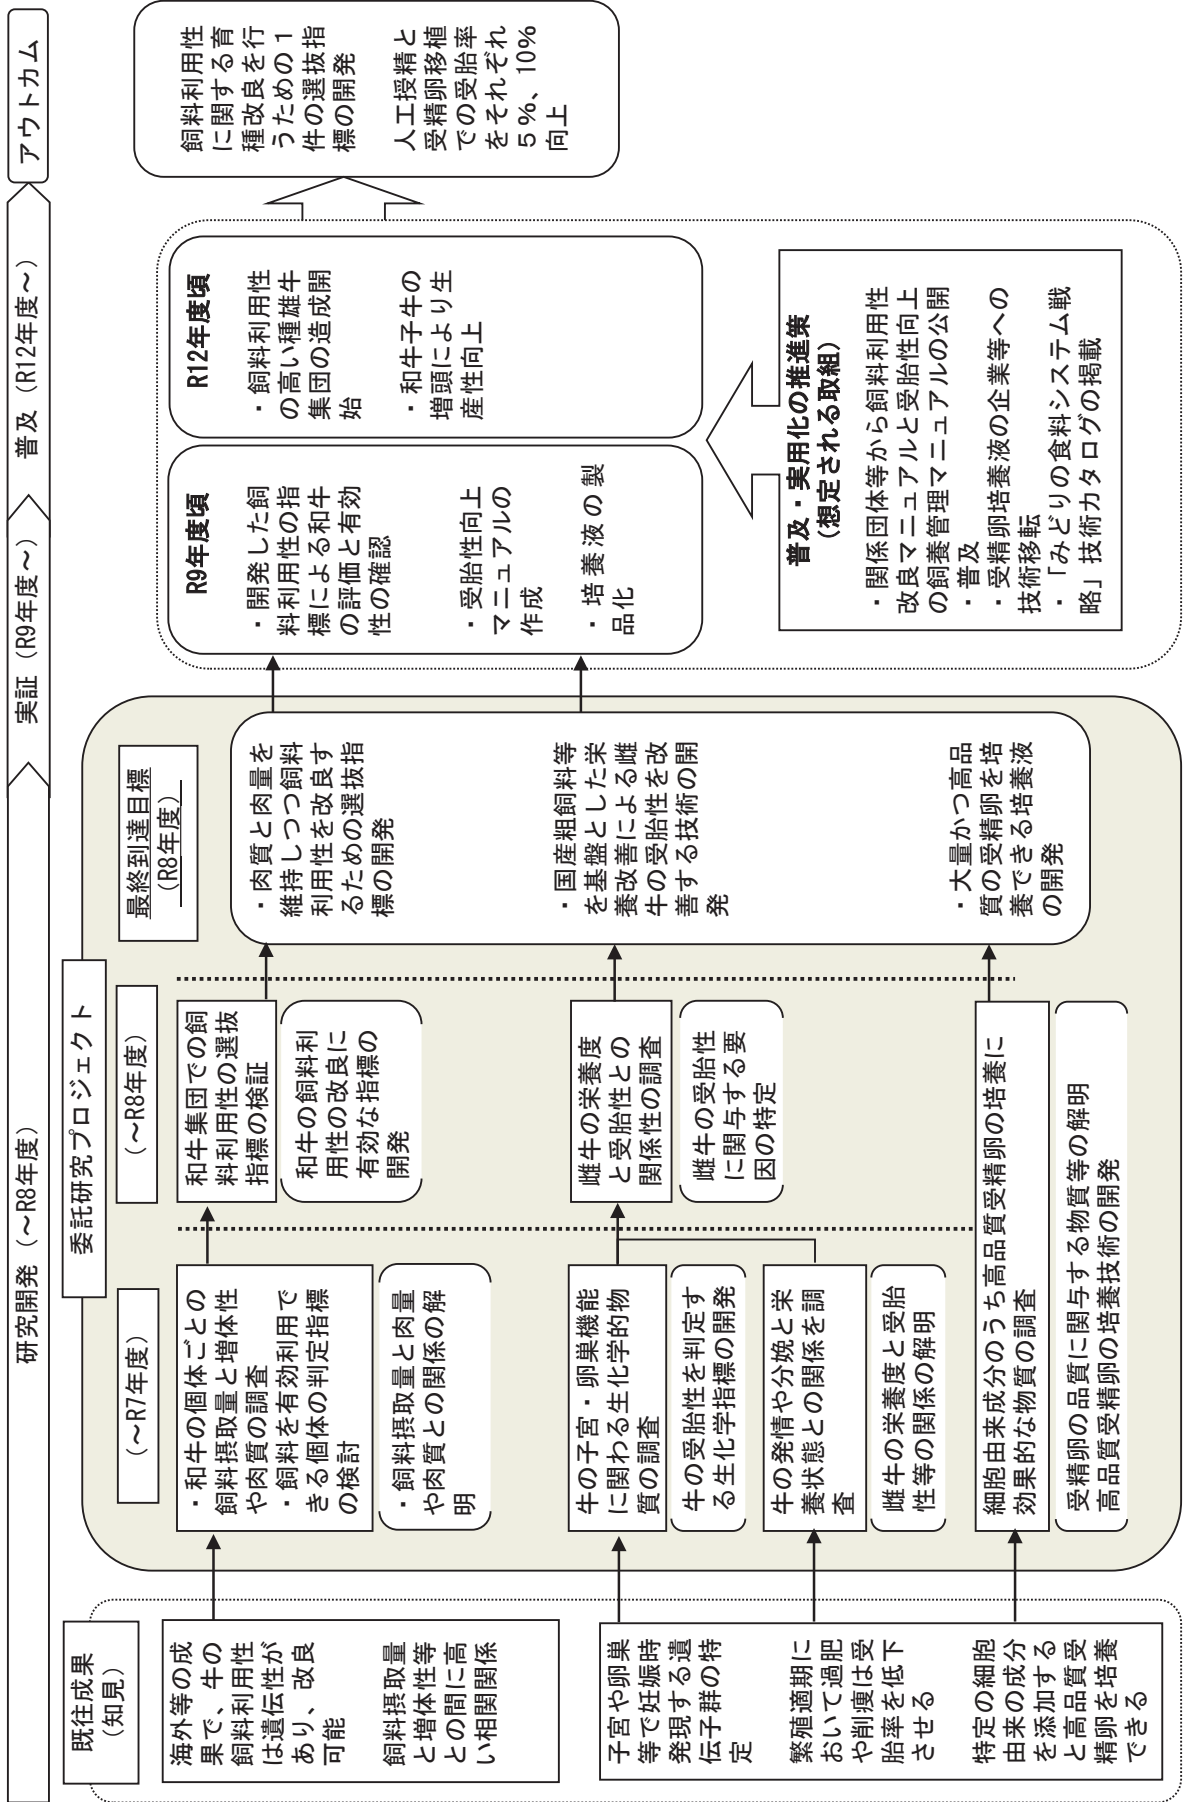 研究開発（～R8年度）
実証（R9年度～）
普及（R12年度～）
アウトカム
既往成果
（知見）
海外等の成
果で、牛の
飼料利用性
は遺伝性が
あり、改良
可能
飼料摂取量
と増体性等
との間に高
い相関関係
子宮や卵巣
等で妊娠時
発現する遺
伝子群の特
定
繁殖適期に
おいて過肥
や削痩は受
胎率を低下
させる
特定の細胞
由来の成分
を添加する
と高品質受
精卵を培養
できる
委託研究プロジェクト
（～R7年度）
・和牛の個体ごとの
飼料摂取量と増体性
や肉質の調査
・飼料を有効利用で
きる個体の判定指標
の検討
・飼料摂取量と肉量
や肉質との関係の解
明
牛の子宮・卵巣機能
に関わる生化学的物
質の調査
牛の受胎性を判定す
る生化学指標の開発
牛の発情や分娩と栄
養状態との関係を調
査
雌牛の栄養度と受胎
性等の関係の解明
細胞由来成分のうち高品質受精卵の培養に
効果的な物質の調査
受精卵の品質に関与する物質等の解明
高品質受精卵の培養技術の開発
（～R8年度）
和牛集団での飼
料利用性の選抜
指標の検証
和牛の飼料利
用性の改良に
有効な指標の
開発
雌牛の栄養度
と受胎性との
関係性の調査
雌牛の受胎性
に関与する要
因の特定
最終到達目標
（R8年度）
・肉質と肉量を
維持しつつ飼料
利用性を改良す
るための選抜指
標の開発
・国産粗飼料等
を基盤とした栄
養改善による雌
牛の受胎性を改
善する技術の開
発
・大量かつ高品
質の受精卵を培
養できる培養液
の開発
R9年度頃
・開発した飼
料利用性の指
標による和牛
の評価と有効
性の確認
・受胎性向上
マニュアルの
作成
・培養液の製
品化
R12年度頃
・飼料利用性
の高い種雄牛
集団の造成開
始
・和牛子牛の
増頭により生
産性向上
普及・実用化の推進策
（想定される取組）
・関係団体等から飼料利用性
改良マニュアルと受胎性向上
の飼養管理マニュアルの公開
・普及
・受精卵培養液の企業等への
技術移転
・「みどりの食料システム戦
略」技術カタログの掲載
飼料利用性
に関する育
種改良を行
うための１
件の選抜指
標の開発
人工授精と
受精卵移植
での受胎率
をそれぞれ
５％、10％
向上